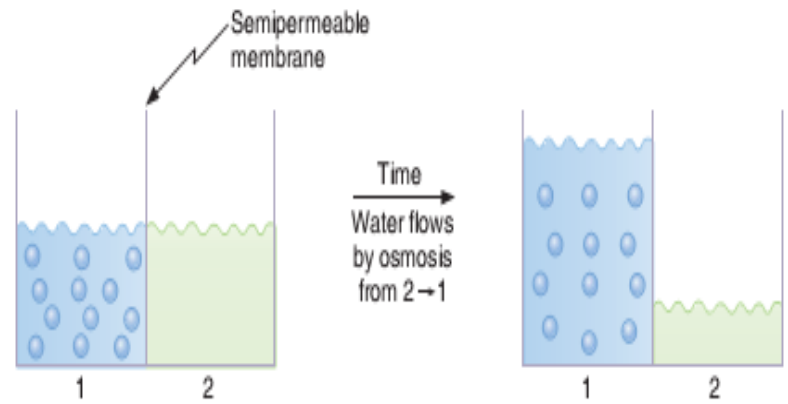 Semipermeable
membrane
Time
Water flows
by osmosis
from 2→1
1
2
1
2